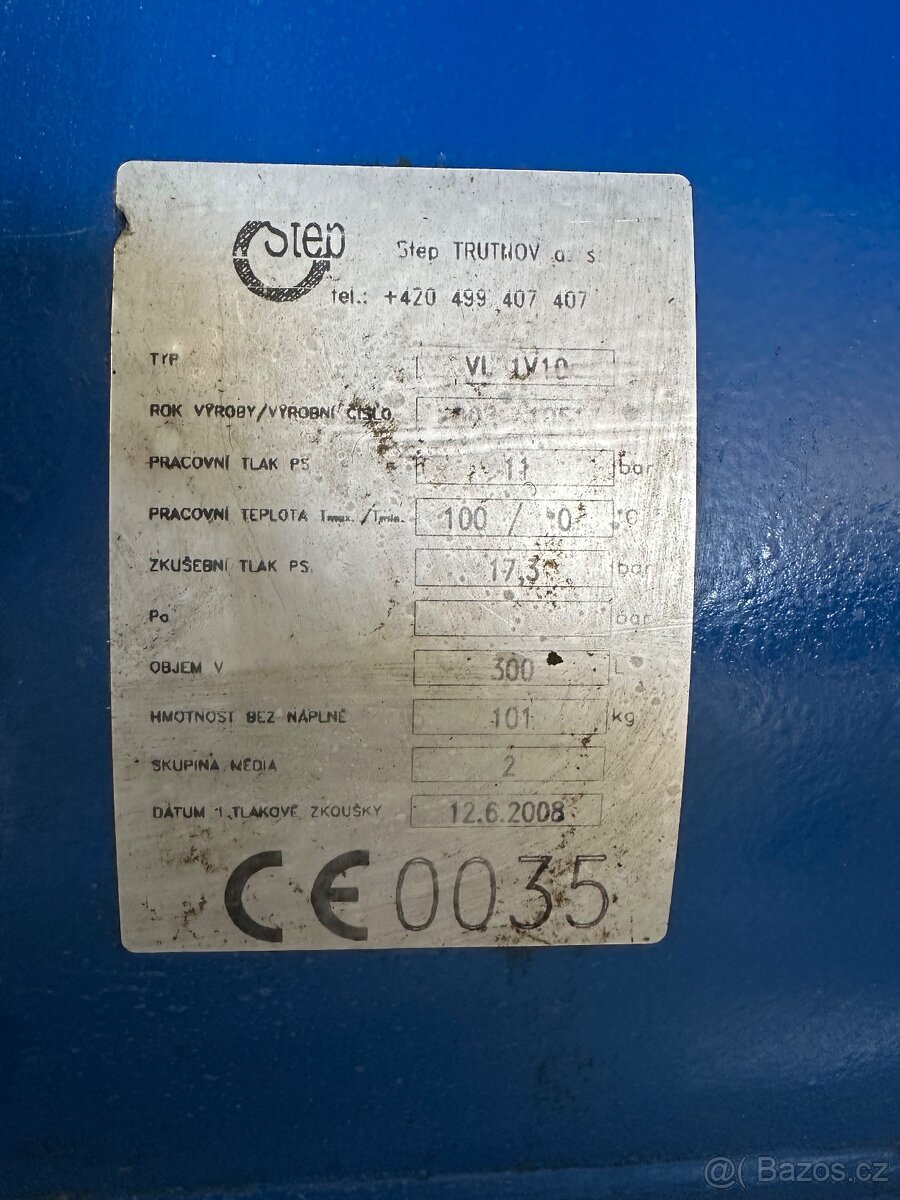 Step
Step TRUTNOV a. s.
tel.: +420 499 407 407
TYP VL 1V10
ROK VÝROBY/VÝROBNÍ ČÍSLO
PRACOVNÍ TLAK PS 11 bar
PRACOVNÍ TEPLOTA Tmax. /Tmin. 100 / 0 °C
ZKUŠEBNÍ TLAK PS 17,3 bar
Po bar
OBJEM V 300 L
HMOTNOST BEZ NÁPLNĚ 101 kg
SKUPINA MÉDIA 2
DATUM 1.TLAKOVÉ ZKOUŠKY 12.6.2008
CE 0035
@( Bazos.cz